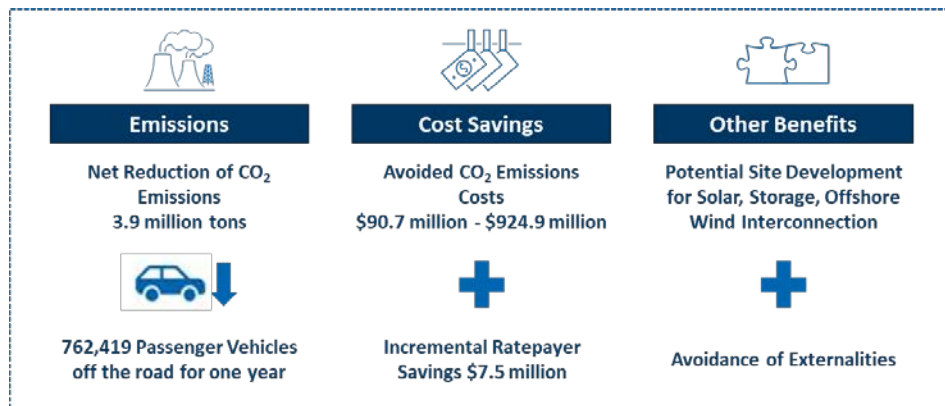 Emissions
Net Reduction of CO₂
Emissions
3.9 million tons
762,419 Passenger Vehicles
off the road for one year
Cost Savings
Avoided CO₂ Emissions
Costs
$90.7 million - $924.9 million
Incremental Ratepayer
Savings $7.5 million
Other Benefits
Potential Site Development
for Solar, Storage, Offshore
Wind Interconnection
Avoidance of Externalities